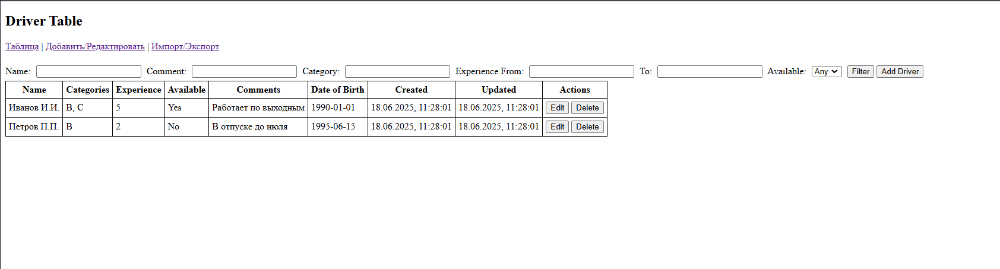 Driver Table
Таблица | Добавить/Редактировать | Импорт/Экспорт
Name: Comment: Category: Experience From: To: Available: Any Filter Add Driver
Name Categories Experience Available Comments Date of Birth Created Updated Actions
Иванов И.И. B, C 5 Yes Работает по выходным 1990-01-01 18.06.2025, 11:28:01 18.06.2025, 11:28:01 Edit Delete
Петров П.П. B 2 No В отпуске до июля 1995-06-15 18.06.2025, 11:28:01 18.06.2025, 11:28:01 Edit Delete